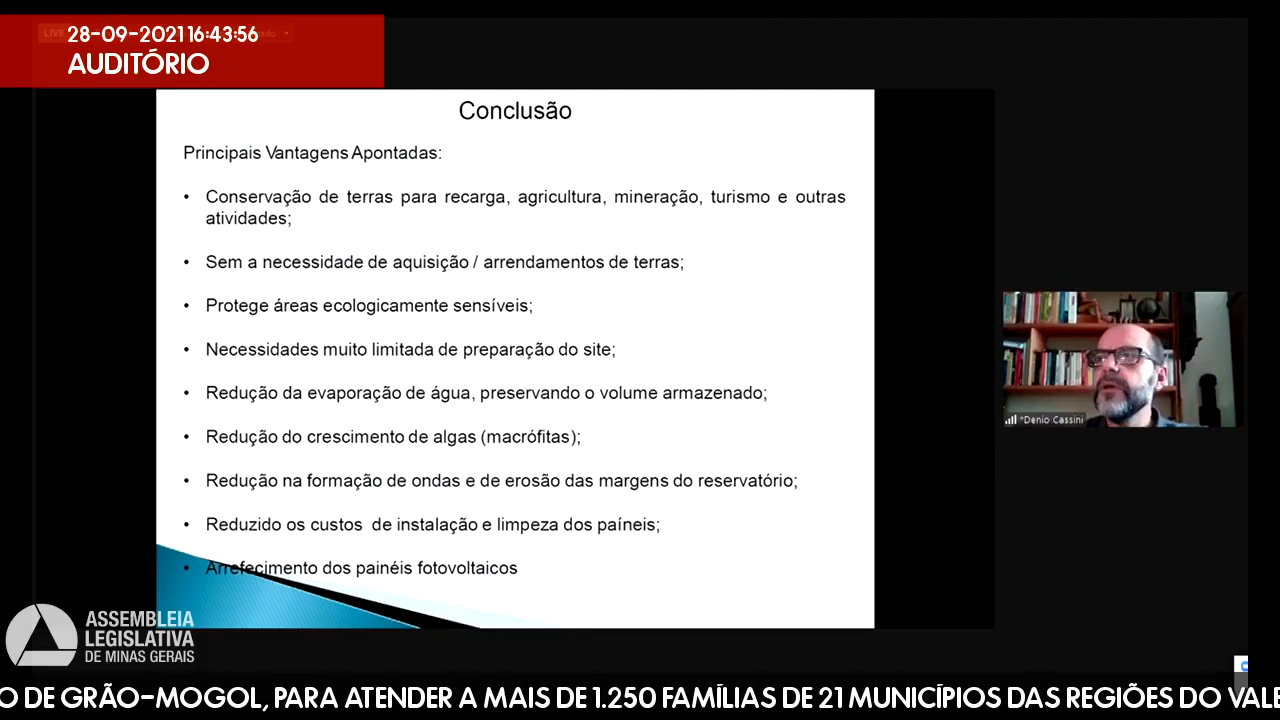 LIVE
28-09-2021 16:43:56
AUDITÓRIO
Conclusão
Principais Vantagens Apontadas:
• Conservação de terras para recarga, agricultura, mineração, turismo e outras
atividades;
• Sem a necessidade de aquisição / arrendamentos de terras;
• Protege áreas ecologicamente sensíveis;
• Necessidades muito limitada de preparação do site;
• Redução da evaporação de água, preservando o volume armazenado;
• Redução do crescimento de algas (macrófitas);
• Redução na formação de ondas e de erosão das margens do reservatório;
• Reduzido os custos de instalação e limpeza dos paíneis;
• Arrefecimento dos painéis fotovoltaicos
*Denio Cassini
ASSEMBLEIA
LEGISLATIVA
DE MINAS GERAIS
O DE GRÃO-MOGOL, PARA ATENDER A MAIS DE 1.250 FAMÍLIAS DE 21 MUNICÍPIOS DAS REGIÕES DO VALE